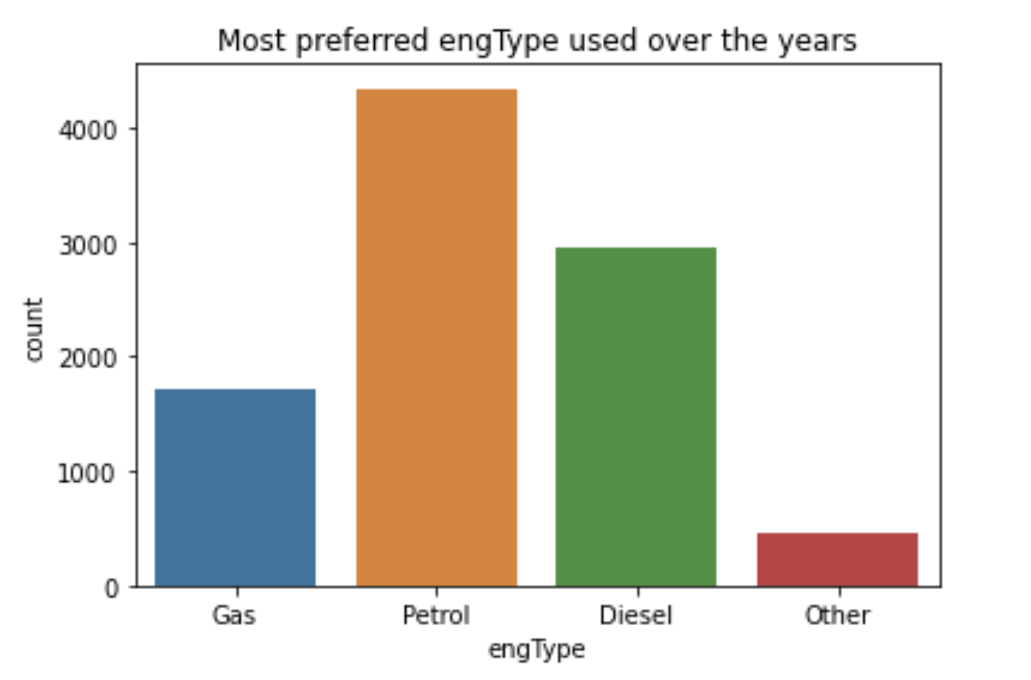 Most preferred engType used over the years
count
4000
3000
2000
1000
0
Gas Petrol Diesel Other
engType